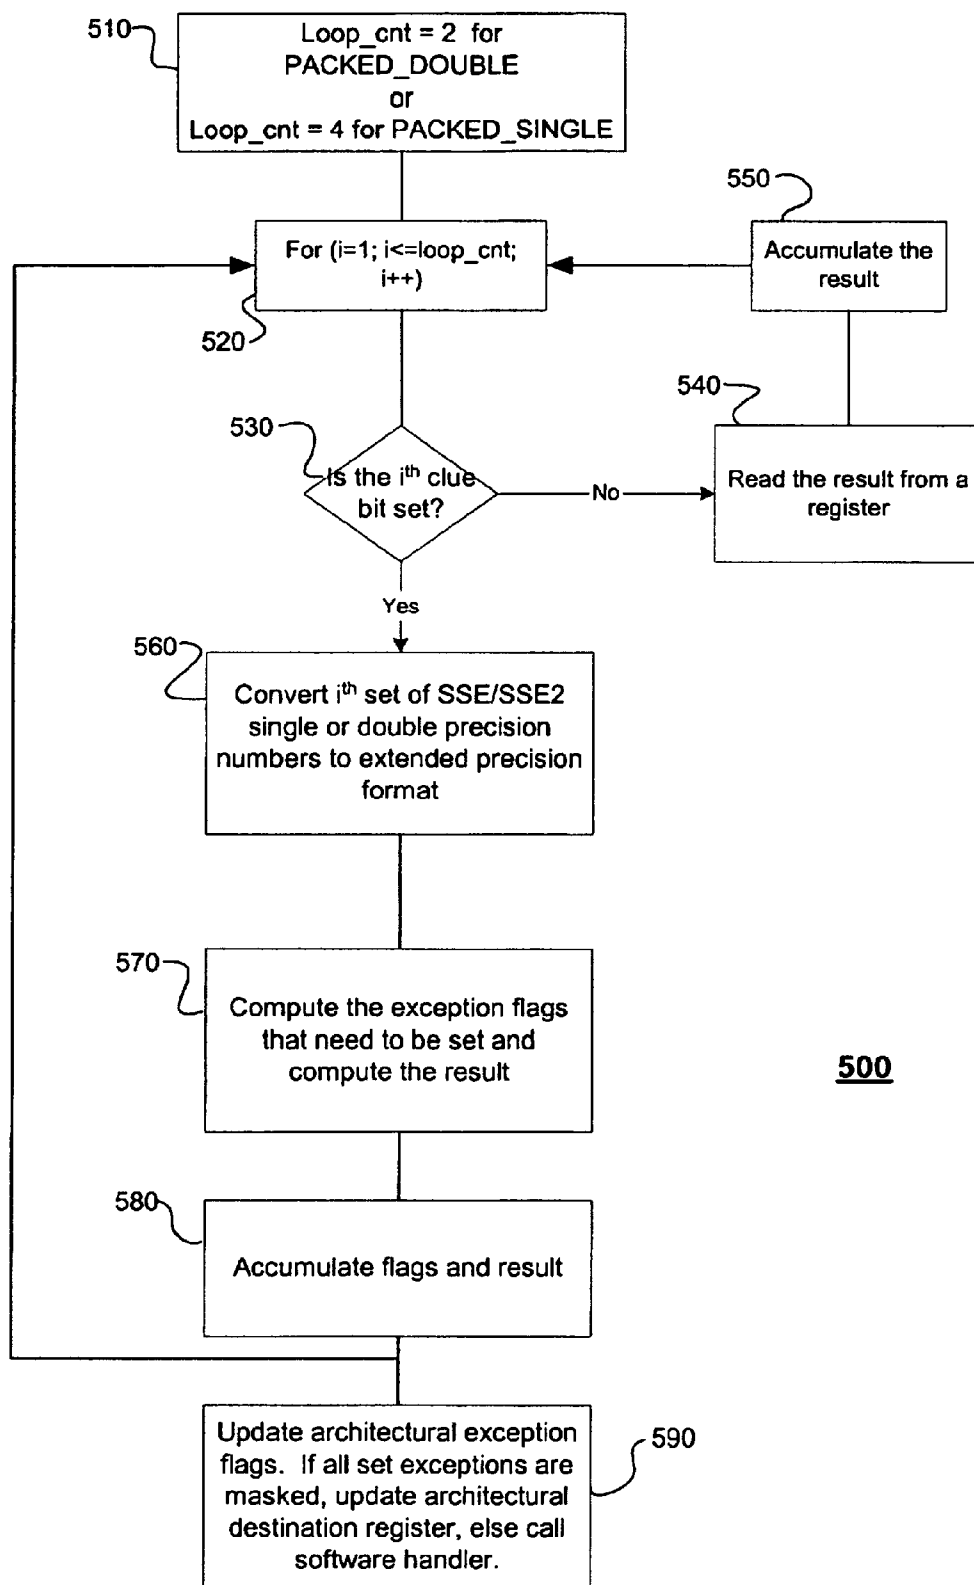 510
Loop_cnt = 2 for
PACKED_DOUBLE
or
Loop_cnt = 4 for PACKED_SINGLE
550
For (i=1; i<=loop_cnt;
i++)
Accumulate the
result
520
540
530
Is the ith clue
bit set?
No
Read the result from a
register
Yes
560
Convert ith set of SSE/SSE2
single or double precision
numbers to extended precision
format
570
Compute the exception flags
that need to be set and
compute the result
500
580
Accumulate flags and result
Update architectural exception
flags. If all set exceptions are
masked, update architectural
destination register, else call
software handler.
590